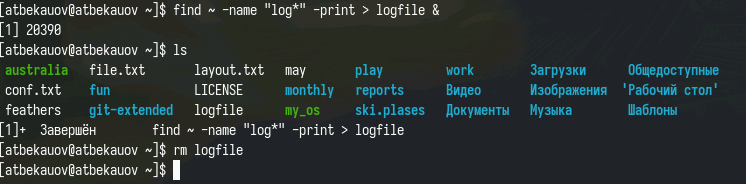 [atbekauov@atbekauov ~]$ find ~ -name "log*" -print > logfile &
[1] 20390
[atbekauov@atbekauov ~]$ ls
australia file.txt layout.txt may play work Загрузки Общедоступные
conf.txt fun LICENSE monthly reports Видео Изображения 'Рабочий стол'
feathers git-extended logfile my_os ski.plases Документы Музыка Шаблоны
[1]+ Завершён find ~ -name "log*" -print > logfile
[atbekauov@atbekauov ~]$ rm logfile
[atbekauov@atbekauov ~]$